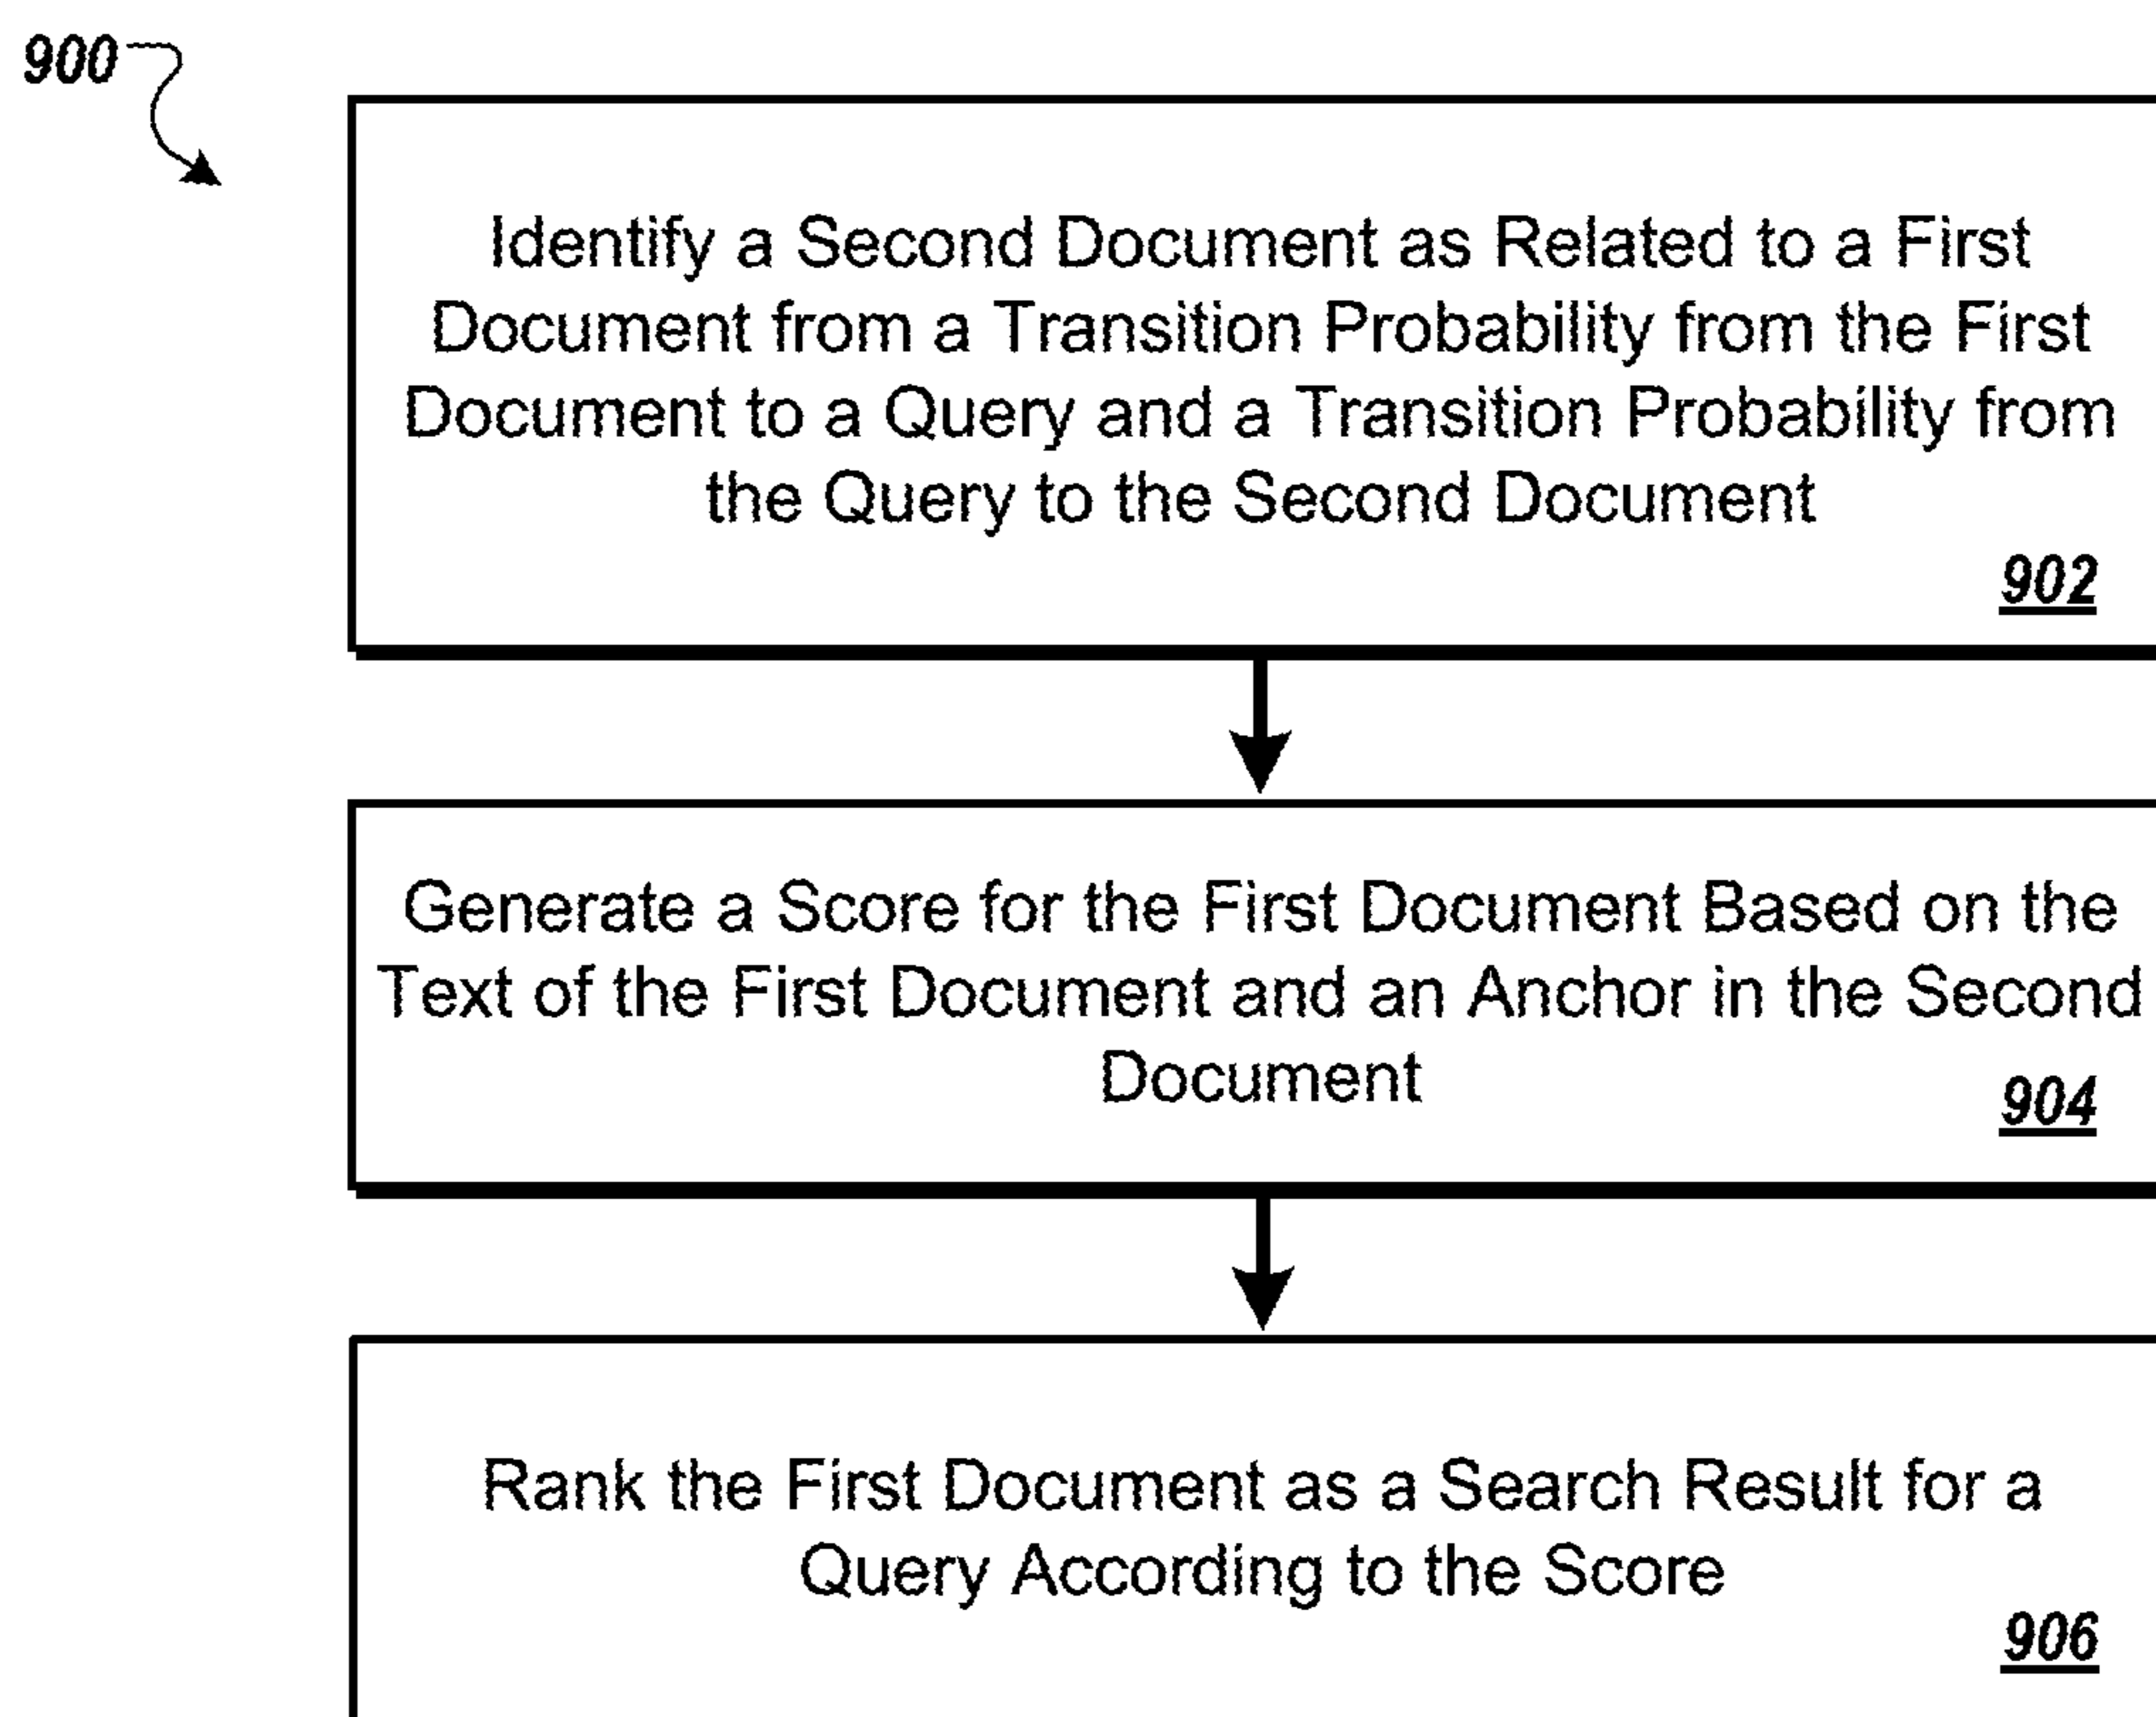 900
Identify a Second Document as Related to a First
Document from a Transition Probability from the First
Document to a Query and a Transition Probability from
the Query to the Second Document
902
Generate a Score for the First Document Based on the
Text of the First Document and an Anchor in the Second
Document
904
Rank the First Document as a Search Result for a
Query According to the Score
906